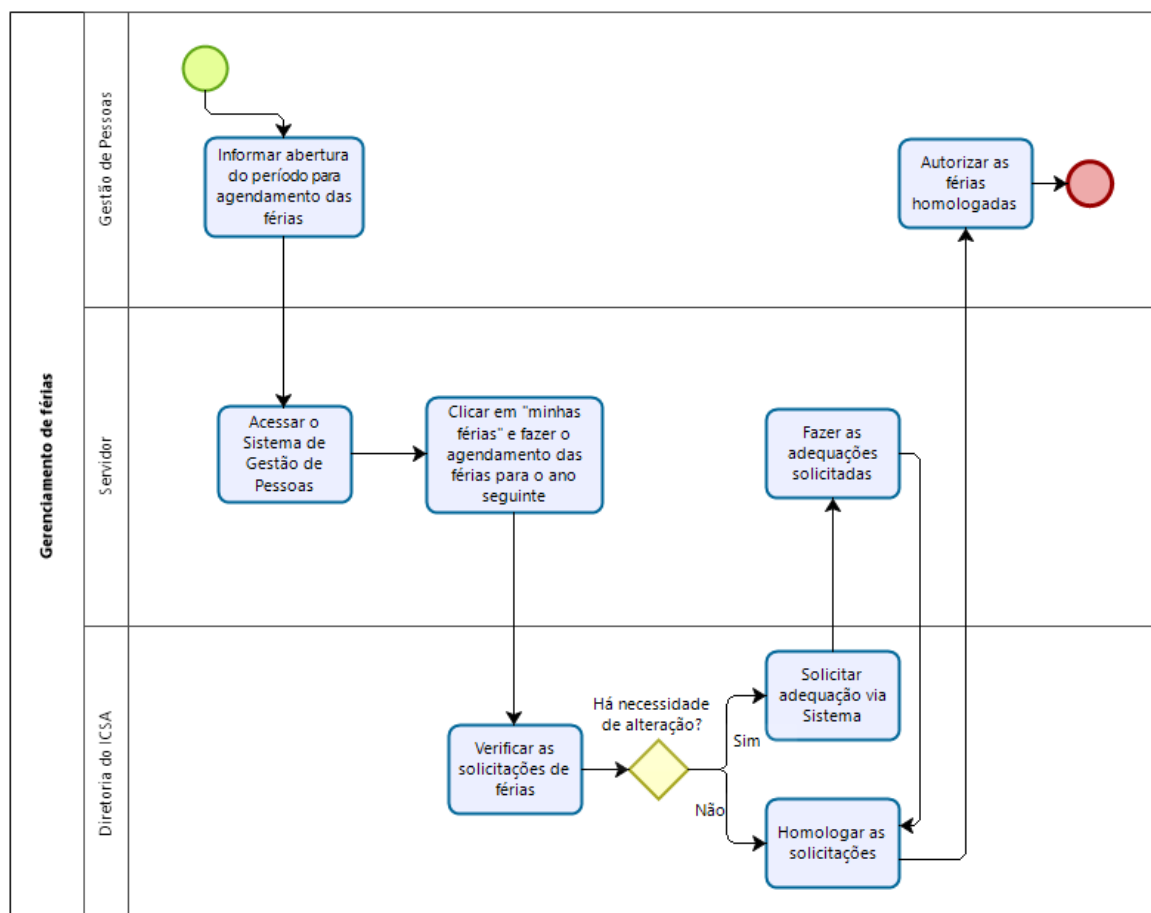 Gerenciamento de férias
Gestão de Pessoas
Informar abertura
do período para
agendamento das
férias
Autorizar as
férias
homologadas
Servidor
Acessar o
Sistema de
Gestão de
Pessoas
Clicar em "minhas
férias" e fazer o
agendamento das
férias para o ano
seguinte
Fazer as
adequações
solicitadas
Diretoria do ICSA
Verificar as
solicitações de
férias
Há necessidade
de alteração?
Sim
Não
Solicitar
adequação via
Sistema
Homologar as
solicitações